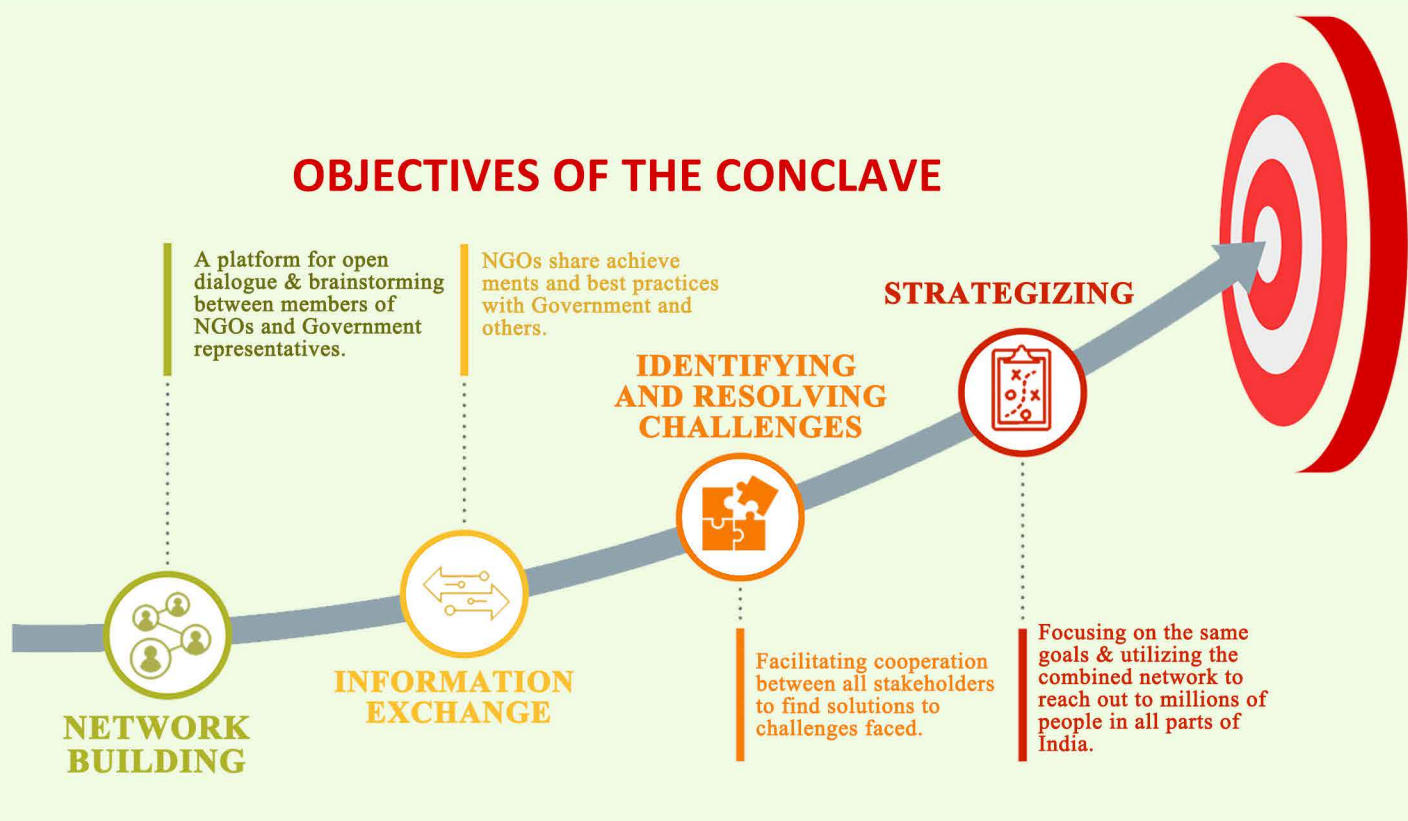 OBJECTIVES OF THE CONCLAVE
A platform for open
dialogue & brainstorming
between members of
NGOs and Government
representatives.
NETWORK
BUILDING
NGOs share achieve
ments and best practices
with Government and
others.
INFORMATION
EXCHANGE
IDENTIFYING
AND RESOLVING
CHALLENGES
Facilitating cooperation
between all stakeholders
to find solutions to
challenges faced.
STRATEGIZING
Focusing on the same
goals & utilizing the
combined network to
reach out to millions of
people in all parts of
India.